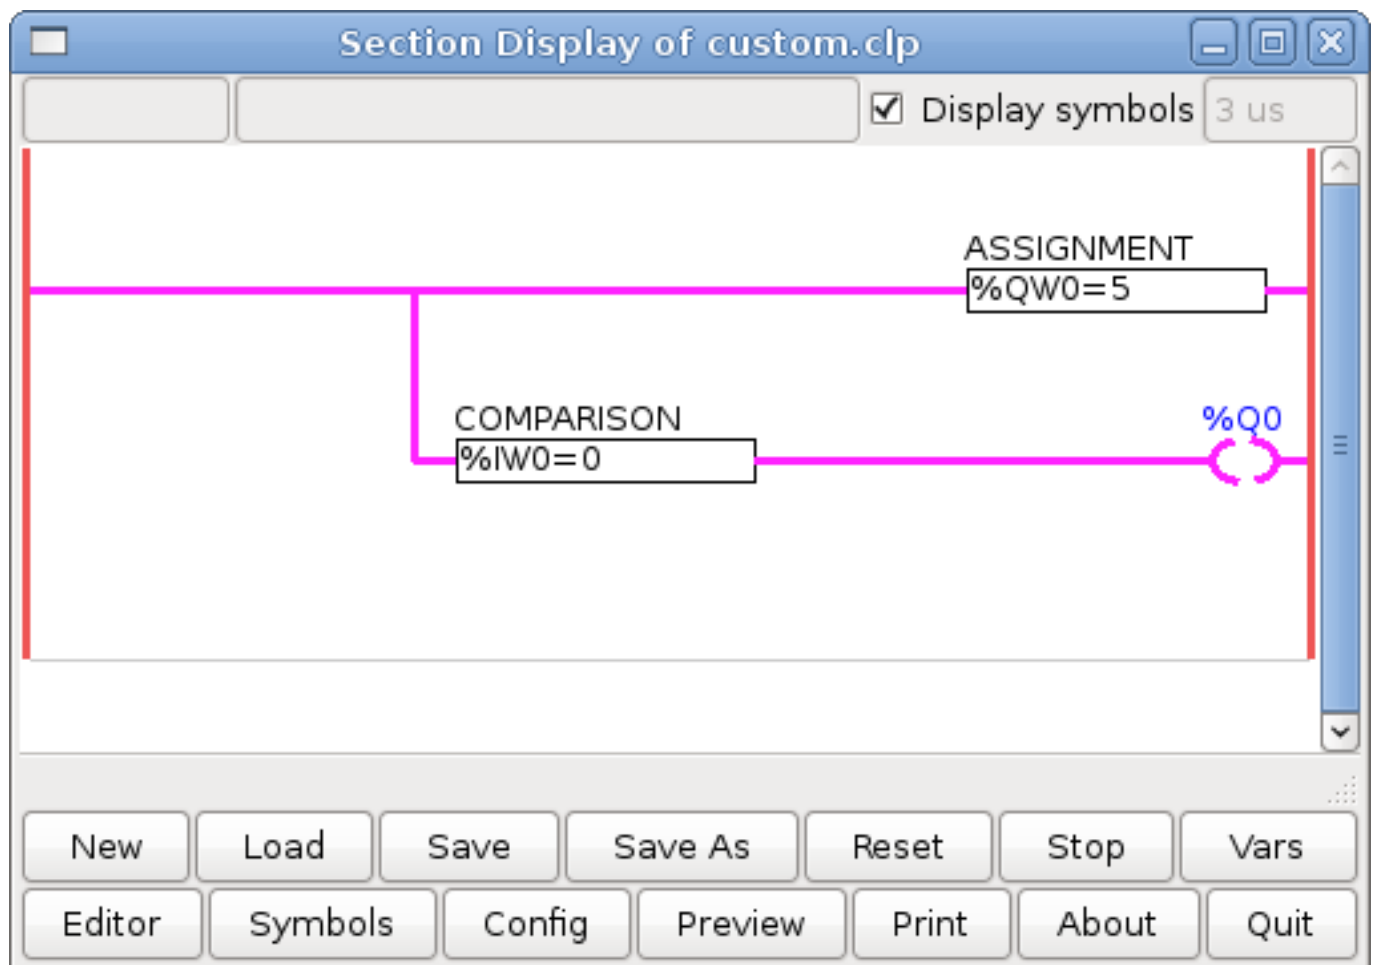 Section Display of custom.clp
Display symbols 3 us
ASSIGNMENT
%QW0=5
COMPARISON %Q0
%IW0=0
New Load Save Save As Reset Stop Vars
Editor Symbols Config Preview Print About Quit